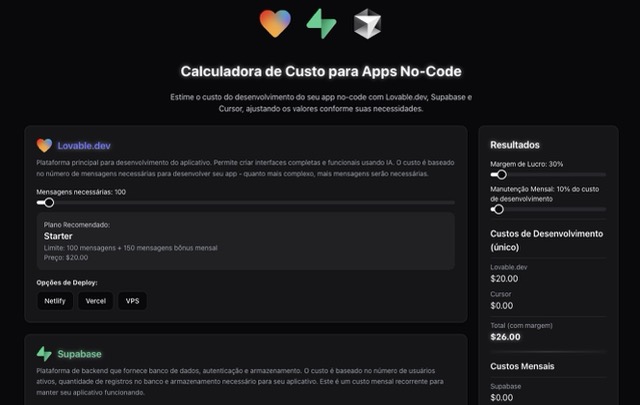 Calculadora de Custo para Apps No-Code
Estime o custo do desenvolvimento do seu app no-code com Lovable.dev, Supabase e
Cursor, ajustando os valores conforme suas necessidades.
Lovable.dev
Plataforma principal para desenvolvimento do aplicativo. Permite criar interfaces completas e funcionais usando IA. O custo é baseado
no número de mensagens necessárias para desenvolver seu app - quanto mais complexo, mais mensagens serão necessárias.
Mensagens necessárias: 100
Plano Recomendado:
Starter
Limite: 100 mensagens + 150 mensagens bônus mensal
Preço: $20.00
Opções de Deploy:
Netlify
Vercel
VPS
Supabase
Plataforma de backend que fornece banco de dados, autenticação e armazenamento. O custo é baseado no número de usuários
ativos, quantidade de registros no banco e armazenamento necessário para seu aplicativo. Este é um custo mensal recorrente para
manter seu aplicativo funcionando.
Resultados
Margem de Lucro: 30%
Manutenção Mensal: 10% do custo
de desenvolvimento
Custos de Desenvolvimento
(único)
Lovable.dev
$20.00
Cursor
$0.00
Total (com margem)
$26.00
Custos Mensais
Supabase
$0.00